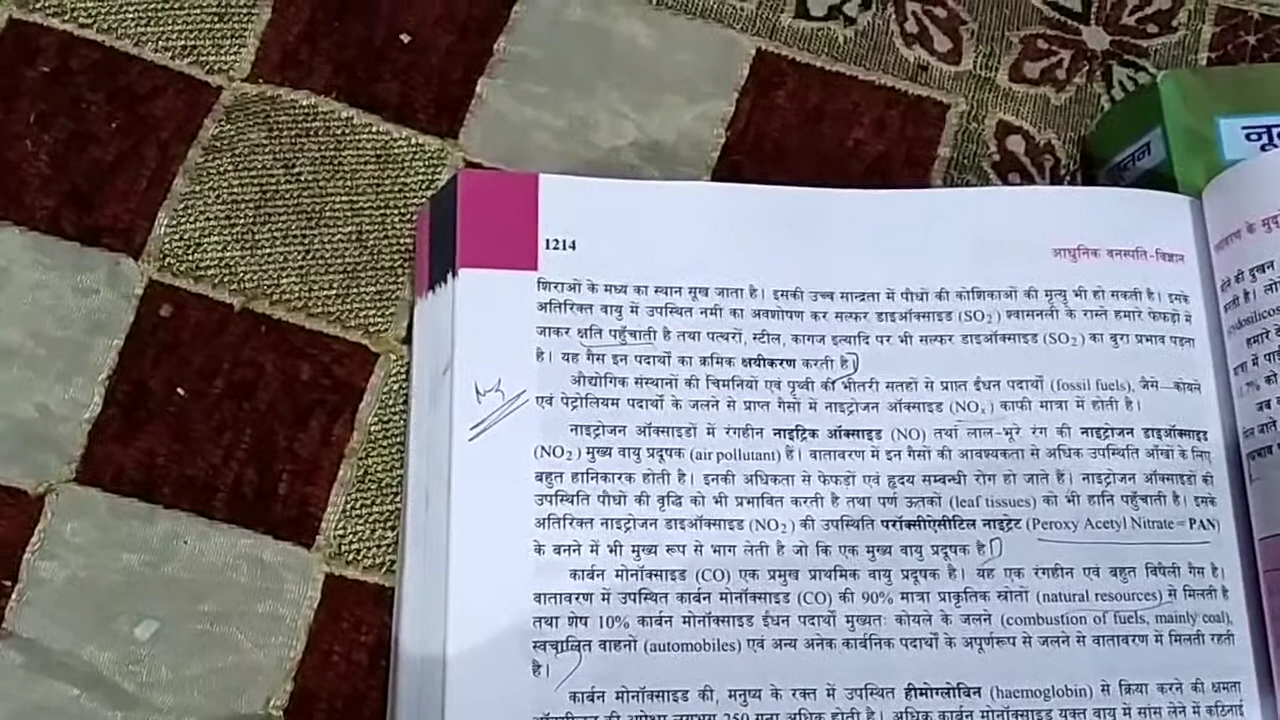 नू
नूतन
1214
आधुनिक वनस्पति-विज्ञान
शिराओं के मध्य का स्थान सूख जाता है। इसकी उच्च सान्द्रता में पौधों की कोशिकाओं की मृत्यु भी हो सकती है। इसके
अतिरिक्त वायु में उपस्थित नमी का अवशोषण कर सल्फर डाइऑक्साइड (SO₂) श्वासनली के रास्ते हमारे फेफड़ों में
जाकर क्षति पहुँचाती है तथा पत्थरों, स्टील, कागज इत्यादि पर भी सल्फर डाइऑक्साइड (SO₂) का बुरा प्रभाव पड़ता
है। यह गैस इन पदार्थों का क्रमिक क्षयीकरण करती है।
औद्योगिक संस्थानों की चिमनियों एवं पृथ्वी की भीतरी सतहों से प्राप्त ईंधन पदार्थों (fossil fuels), जैसे—कोयले
एवं पेट्रोलियम पदार्थों के जलने से प्राप्त गैसों में नाइट्रोजन ऑक्साइड (NOₓ) काफी मात्रा में होती है।
नाइट्रोजन ऑक्साइडों में रंगहीन नाइट्रिक ऑक्साइड (NO) तथा लाल-भूरे रंग की नाइट्रोजन डाइऑक्साइड
(NO₂) मुख्य वायु प्रदूषक (air pollutant) हैं। वातावरण में इन गैसों की आवश्यकता से अधिक उपस्थिति आँखों के लिए
बहुत हानिकारक होती है। इनकी अधिकता से फेफड़ों एवं हृदय सम्बन्धी रोग हो जाते हैं। नाइट्रोजन ऑक्साइडों की
उपस्थिति पौधों की वृद्धि को भी प्रभावित करती है तथा पर्ण ऊतकों (leaf tissues) को भी हानि पहुँचाती है। इसके
अतिरिक्त नाइट्रोजन डाइऑक्साइड (NO₂) की उपस्थिति परॉक्सीऐसीटिल नाइट्रेट (Peroxy Acetyl Nitrate = PAN)
के बनने में भी मुख्य रूप से भाग लेती है जो कि एक मुख्य वायु प्रदूषक है।
कार्बन मोनॉक्साइड (CO) एक प्रमुख प्राथमिक वायु प्रदूषक है। यह एक रंगहीन एवं बहुत विषैली गैस है।
वातावरण में उपस्थित कार्बन मोनॉक्साइड (CO) की 90% मात्रा प्राकृतिक स्रोतों (natural resources) से मिलती है
तथा शेष 10% कार्बन मोनॉक्साइड ईंधन पदार्थों मुख्यतः कोयले के जलने (combustion of fuels, mainly coal),
स्वचालित वाहनों (automobiles) एवं अन्य अनेक कार्बनिक पदार्थों के अपूर्णरूप से जलने से वातावरण में मिलती रहती
है।
कार्बन मोनॉक्साइड की, मनुष्य के रक्त में उपस्थित हीमोग्लोबिन (haemoglobin) से क्रिया करने की क्षमता
250 गुना अधिक होती है। अधिक कार्बन मोनॉक्साइड युक्त वायु में सांस लेने में कठिनाई